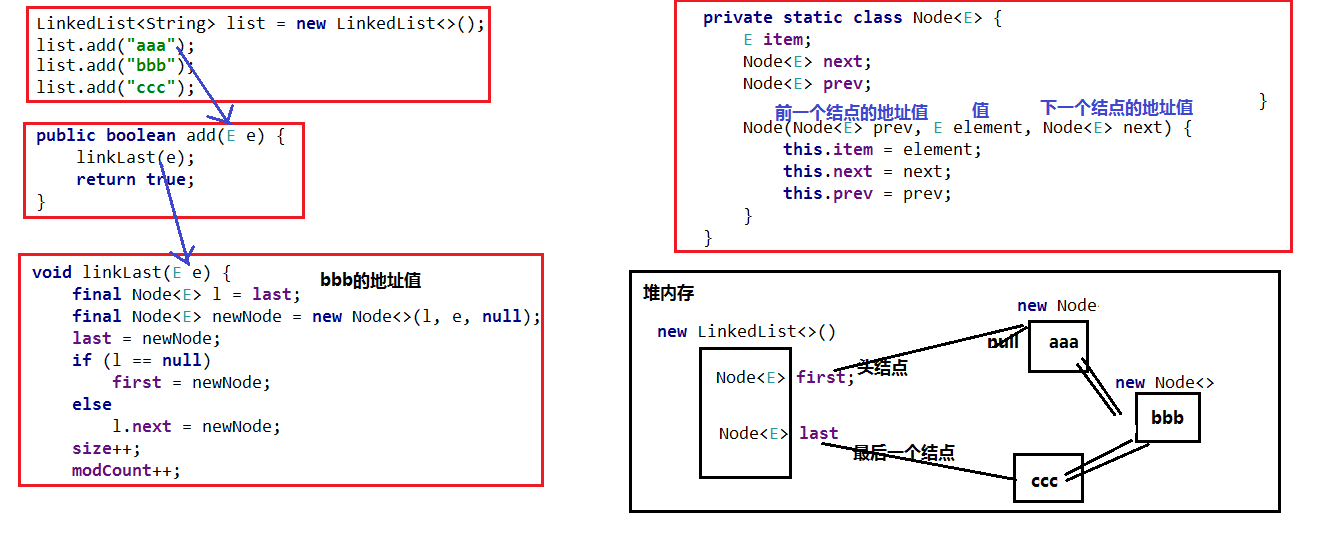 LinkedList<String> list = new LinkedList<>();
list.add("aaa");
list.add("bbb");
list.add("ccc");
public boolean add(E e) {
linkLast(e);
return true;
}
void linkLast(E e) {
bbb的地址值
final Node<E> l = last;
final Node<E> newNode = new Node<>(l, e, null);
last = newNode;
if (l == null)
first = newNode;
else
l.next = newNode;
size++;
modCount++;
private static class Node<E> {
E item;
Node<E> next;
Node<E> prev;
}
前一个结点的地址值 值 下一个结点的地址值
Node(Node<E> prev, E element, Node<E> next) {
this.item = element;
this.next = next;
this.prev = prev;
}
}
堆内存
new Node
new LinkedList<>()
null aaa
头结点
Node<E> first;
new Node<>
bbb
Node<E> last
最后一个结点
ccc